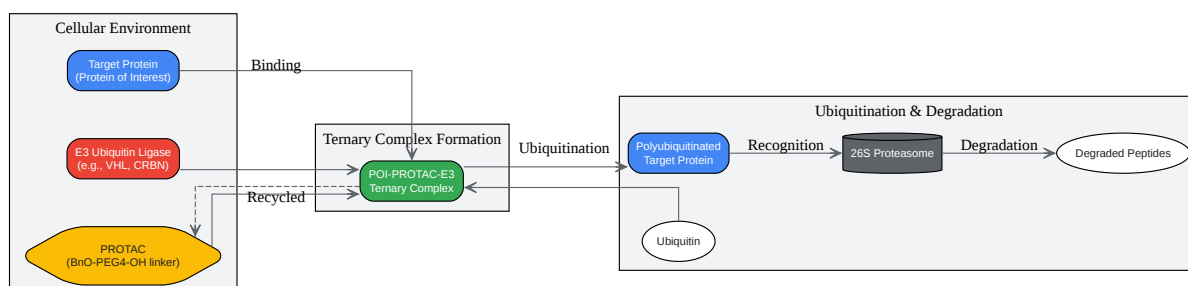 Cellular Environment
Target Protein
(Protein of Interest)
Binding
E3 Ubiquitin Ligase
(e.g., VHL, CRBN)
Recycled
PROTAC
(BnO-PEG4-OH linker)
Ternary Complex Formation
POI-PROTAC-E3
Ternary Complex
Ubiquitination
Ubiquitination & Degradation
Polyubiquitinated
Target Protein
Recognition
26S Proteasome
Degradation
Degraded Peptides
Ubiquitin